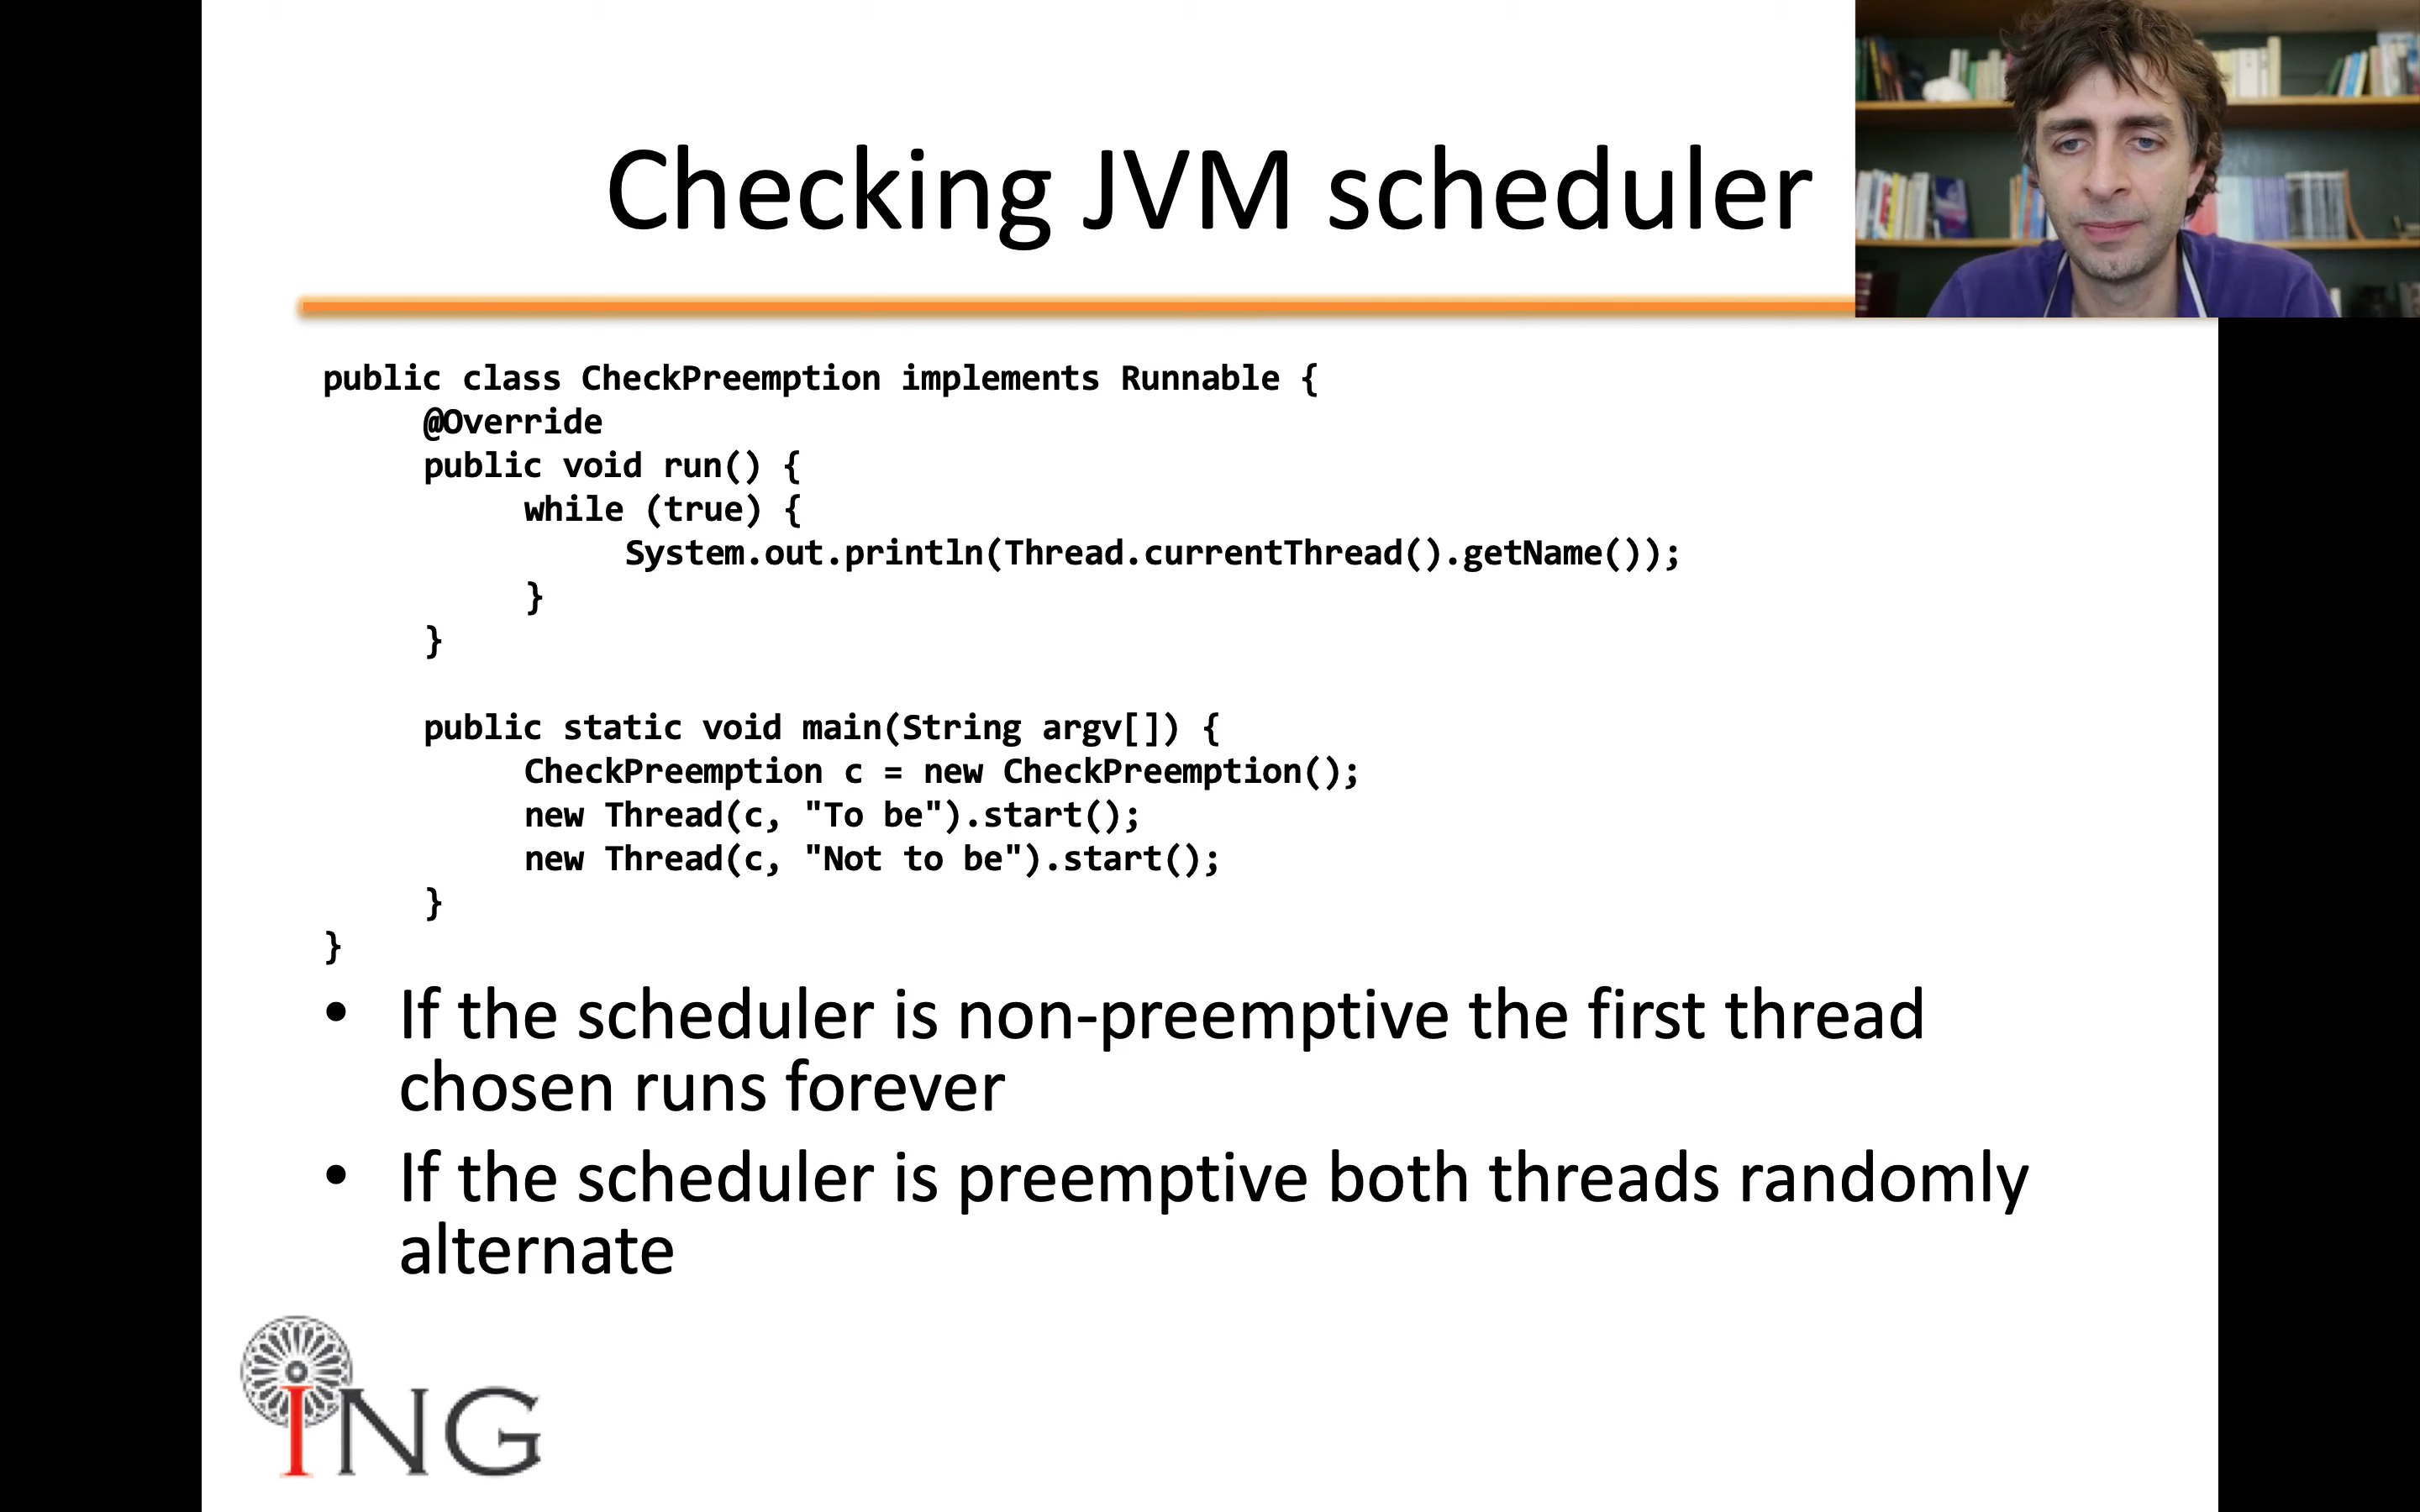 Checking JVM scheduler
public class CheckPreemption implements Runnable {
@Override
public void run() {
while (true) {
System.out.println(Thread.currentThread().getName());
}
}
public static void main(String argv[]) {
CheckPreemption c = new CheckPreemption();
new Thread(c, "To be").start();
new Thread(c, "Not to be").start();
}
}
• If the scheduler is non-preemptive the first thread
chosen runs forever
• If the scheduler is preemptive both threads randomly
alternate
ING